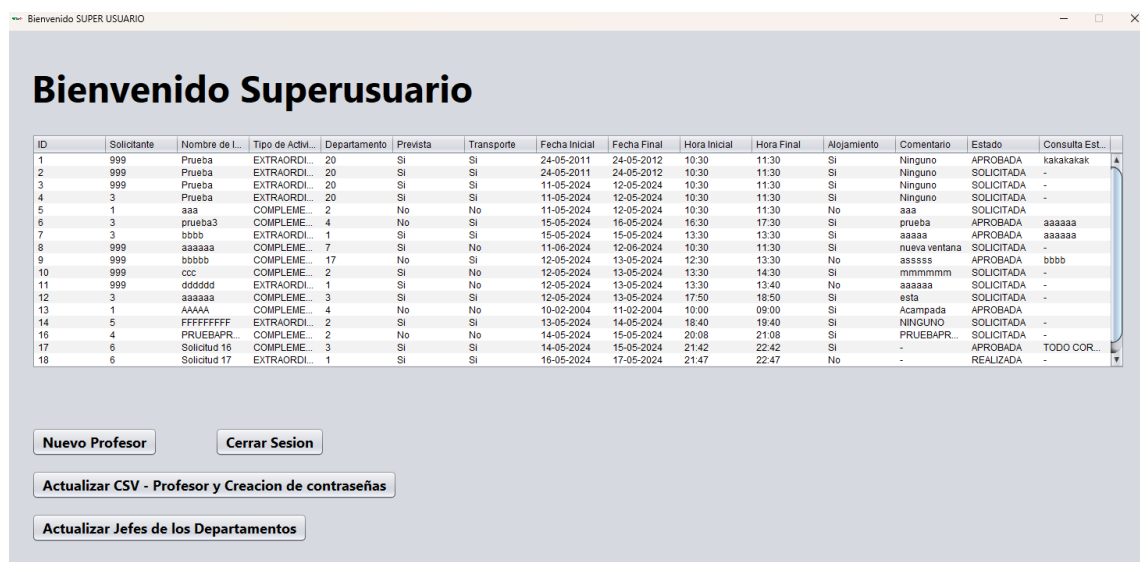 Bienvenido SUPER USUARIO
Bienvenido Superusuario
ID Solicitante Nombre de l... Tipo de Activi... Departamento Prevista Transporte Fecha Inicial Fecha Final Hora Inicial Hora Final Alojamiento Comentario Estado Consulta Est...
1 999 Prueba EXTRAORDI... 20 Si Si 24-05-2011 24-05-2012 10:30 11:30 Si Ninguno APROBADA kakakakak
2 999 Prueba EXTRAORDI... 20 Si Si 24-05-2011 24-05-2012 10:30 11:30 Si Ninguno SOLICITADA -
3 999 Prueba EXTRAORDI... 20 Si Si 11-05-2024 12-05-2024 10:30 11:30 Si Ninguno SOLICITADA -
4 3 Prueba EXTRAORDI... 20 Si Si 11-05-2024 12-05-2024 10:30 11:30 Si Ninguno SOLICITADA -
5 1 aaa COMPLEME... 2 No No 11-05-2024 12-05-2024 10:30 11:30 No aaa SOLICITADA
6 3 prueba3 COMPLEME... 4 No Si 15-05-2024 16-05-2024 16:30 17:30 Si prueba APROBADA aaaaaa
7 3 bbbb EXTRAORDI... 1 Si Si 15-05-2024 15-05-2024 13:30 13:30 Si aaaaa APROBADA aaaaaa
8 999 aaaaaa COMPLEME... 7 Si No 11-06-2024 12-06-2024 10:30 11:30 Si nueva ventana SOLICITADA -
9 999 bbbbb COMPLEME... 17 No Si 12-05-2024 13-05-2024 12:30 13:30 No asssss APROBADA bbbb
10 999 ccc COMPLEME... 2 Si No 12-05-2024 13-05-2024 13:30 14:30 Si mmmmmm SOLICITADA -
11 999 dddddd EXTRAORDI... 1 Si No 12-05-2024 13-05-2024 13:30 13:40 No aaaaaa SOLICITADA -
12 3 aaaaaa COMPLEME... 3 Si Si 12-05-2024 13-05-2024 17:50 18:50 Si esta SOLICITADA -
13 1 AAAAA COMPLEME... 4 No No 10-02-2004 11-02-2004 10:00 09:00 Si Acampada APROBADA
14 5 FFFFFFFFF EXTRAORDI... 2 Si Si 13-05-2024 14-05-2024 18:40 19:40 Si NINGUNO SOLICITADA -
16 4 PRUEBAPR... COMPLEME... 2 No No 14-05-2024 15-05-2024 20:08 21:08 Si PRUEBAPR... SOLICITADA -
17 6 Solicitud 16 COMPLEME... 3 Si Si 14-05-2024 15-05-2024 21:42 22:42 Si - APROBADA TODO COR...
18 6 Solicitud 17 EXTRAORDI... 1 Si Si 16-05-2024 17-05-2024 21:47 22:47 No - REALIZADA -
Nuevo Profesor Cerrar Sesion
Actualizar CSV - Profesor y Creacion de contraseñas
Actualizar Jefes de los Departamentos